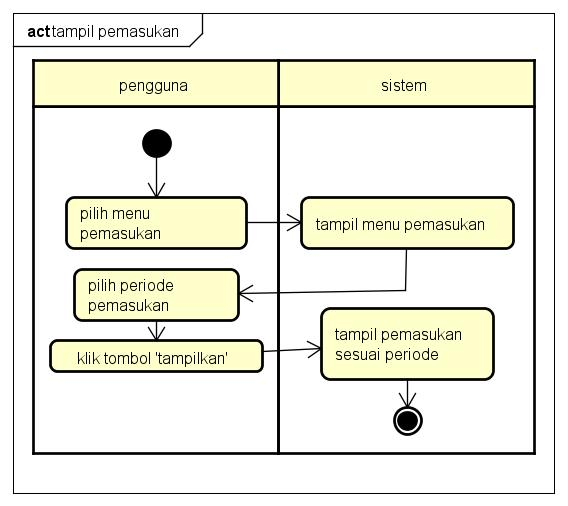 act tampil pemasukan
pengguna
sistem
pilih menu
pemasukan
tampil menu pemasukan
pilih periode
pemasukan
klik tombol 'tampilkan'
tampil pemasukan
sesuai periode